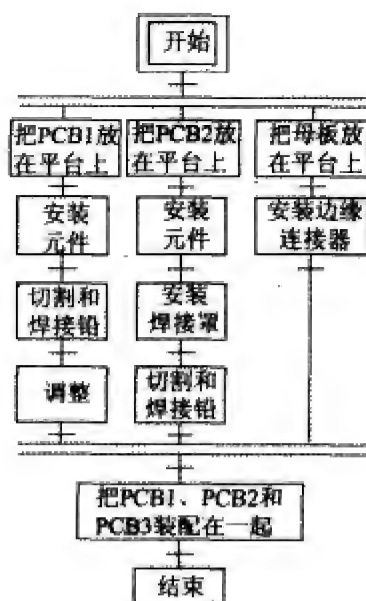 开始
把PCB1放
在平台上
把PCB2放
在平台上
把母板放
在平台上
安装
元件
安装
元件
安装边缘
连接器
切割和
焊接铅
安装
焊接罩
调整
切割和
焊接铅
把PCB1、PCB2和
PCB3装配在一起
结束